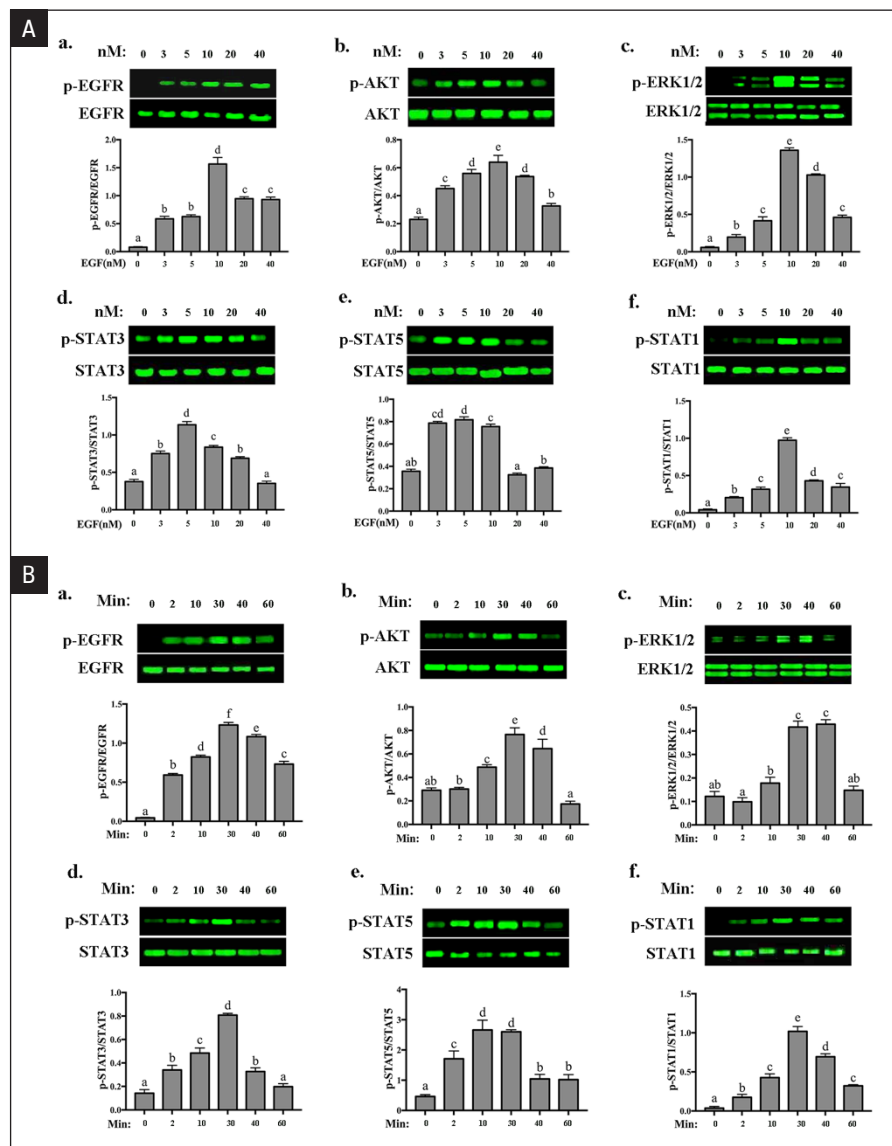 A
a.
nM: 0 3 5 10 20 40
p-EGFR
EGFR
p-EGFR/EGFR
2.0
1.5
1.0
0.5
0.0
a b b d c c
EGF(nM) 0 3 5 10 20 40
b.
nM: 0 3 5 10 20 40
p-AKT
AKT
p-AKT/AKT
0.8
0.6
0.4
0.2
0.0
a c d e d b
EGF(nM) 0 3 5 10 20 40
c.
nM: 0 3 5 10 20 40
p-ERK1/2
ERK1/2
p-ERK1/2/ERK1/2
1.5
1.0
0.5
0.0
a b c e d c
EGF(nM) 0 3 5 10 20 40
d.
nM: 0 3 5 10 20 40
p-STAT3
STAT3
p-STAT3/STAT3
1.5
1.0
0.5
0.0
a b d c b a
EGF(nM) 0 3 5 10 20 40
e.
nM: 0 3 5 10 20 40
p-STAT5
STAT5
p-STAT5/STAT5
1.0
0.8
0.6
0.4
0.2
0.0
ab cd d c a b
EGF(nM) 0 3 5 10 20 40
f.
nM: 0 3 5 10 20 40
p-STAT1
STAT1
p-STAT1/STAT1
1.5
1.0
0.5
0.0
a b c e d c
EGF(nM) 0 3 5 10 20 40
B
a.
Min: 0 2 10 30 40 60
p-EGFR
EGFR
p-EGFR/EGFR
1.5
1.0
0.5
0.0
a b d f e c
Min: 0 2 10 30 40 60
b.
Min: 0 2 10 30 40 60
p-AKT
AKT
p-AKT/AKT
1.0
0.8
0.6
0.4
0.2
0.0
ab b c e d a
Min: 0 2 10 30 40 60
c.
Min: 0 2 10 30 40 60
p-ERK1/2
ERK1/2
p-ERK1/2/ERK1/2
0.5
0.4
0.3
0.2
0.1
0.0
ab a b c c ab
Min: 0 2 10 30 40 60
d.
Min: 0 2 10 30 40 60
p-STAT3
STAT3
p-STAT3/STAT3
1.0
0.8
0.6
0.4
0.2
0.0
a b c d b a
Min: 0 2 10 30 40 60
e.
Min: 0 2 10 30 40 60
p-STAT5
STAT5
p-STAT5/STAT5
4
3
2
1
0
a c d d b b
Min: 0 2 10 30 40 60
f.
Min: 0 2 10 30 40 60
p-STAT1
STAT1
p-STAT1/STAT1
1.5
1.0
0.5
0.0
a b c e d c
Min: 0 2 10 30 40 60